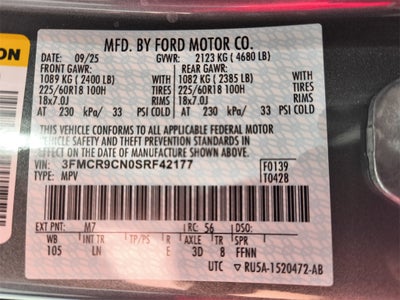 ON
MFD. BY FORD MOTOR CO.
DATE: 09/25 GVWR: 2123 KG ( 4680 LB)
FRONT GAWR: REAR GAWR:
1089 KG ( 2400 LB) 1082 KG ( 2385 LB)
225/60R18 100H TIRES 225/60R18 100H
18x7.0J RIMS 18x7.0J
AT 230 kPa/ 33 PSI COLD AT 230 kPa/ 33 PSI COLD
THIS VEHICLE CONFORMS TO ALL APPLICABLE FEDERAL MOTOR
VEHICLE SAFETY AND THEFT PREVENTION STANDARDS IN EFFECT
ON THE DATE OF MANUFACTURE SHOWN ABOVE.
VIN: 3FMCR9CN0SRF42177 F0139
TYPE: MPV T0428
EXT PNT: M7 RC: 56 DSO:
WB INT TR TP/PS R AXLE TR SPR
105 LN E 3D 8 FFNN
UTC RU5A-1520472-AB